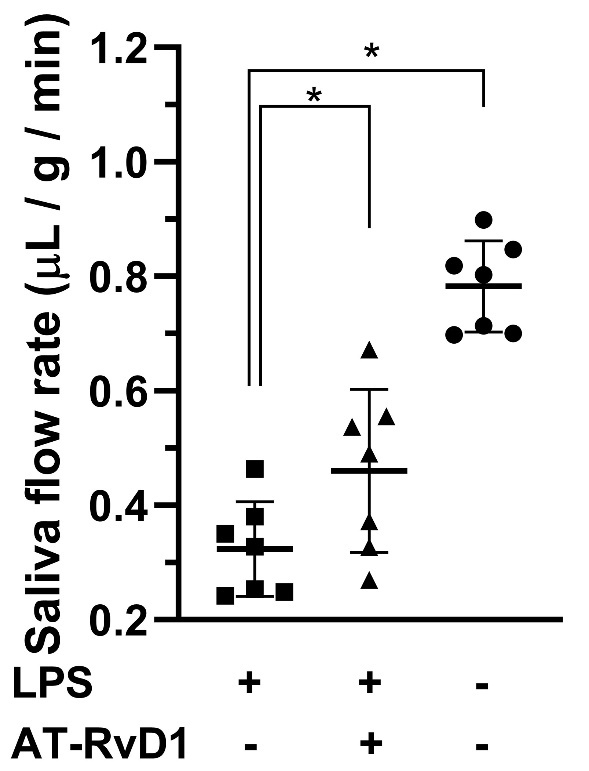 Saliva flow rate (μL / g / min)
1.2
1.0
0.8
0.6
0.4
0.2
*
*
LPS + + -
AT-RvD1 - + -